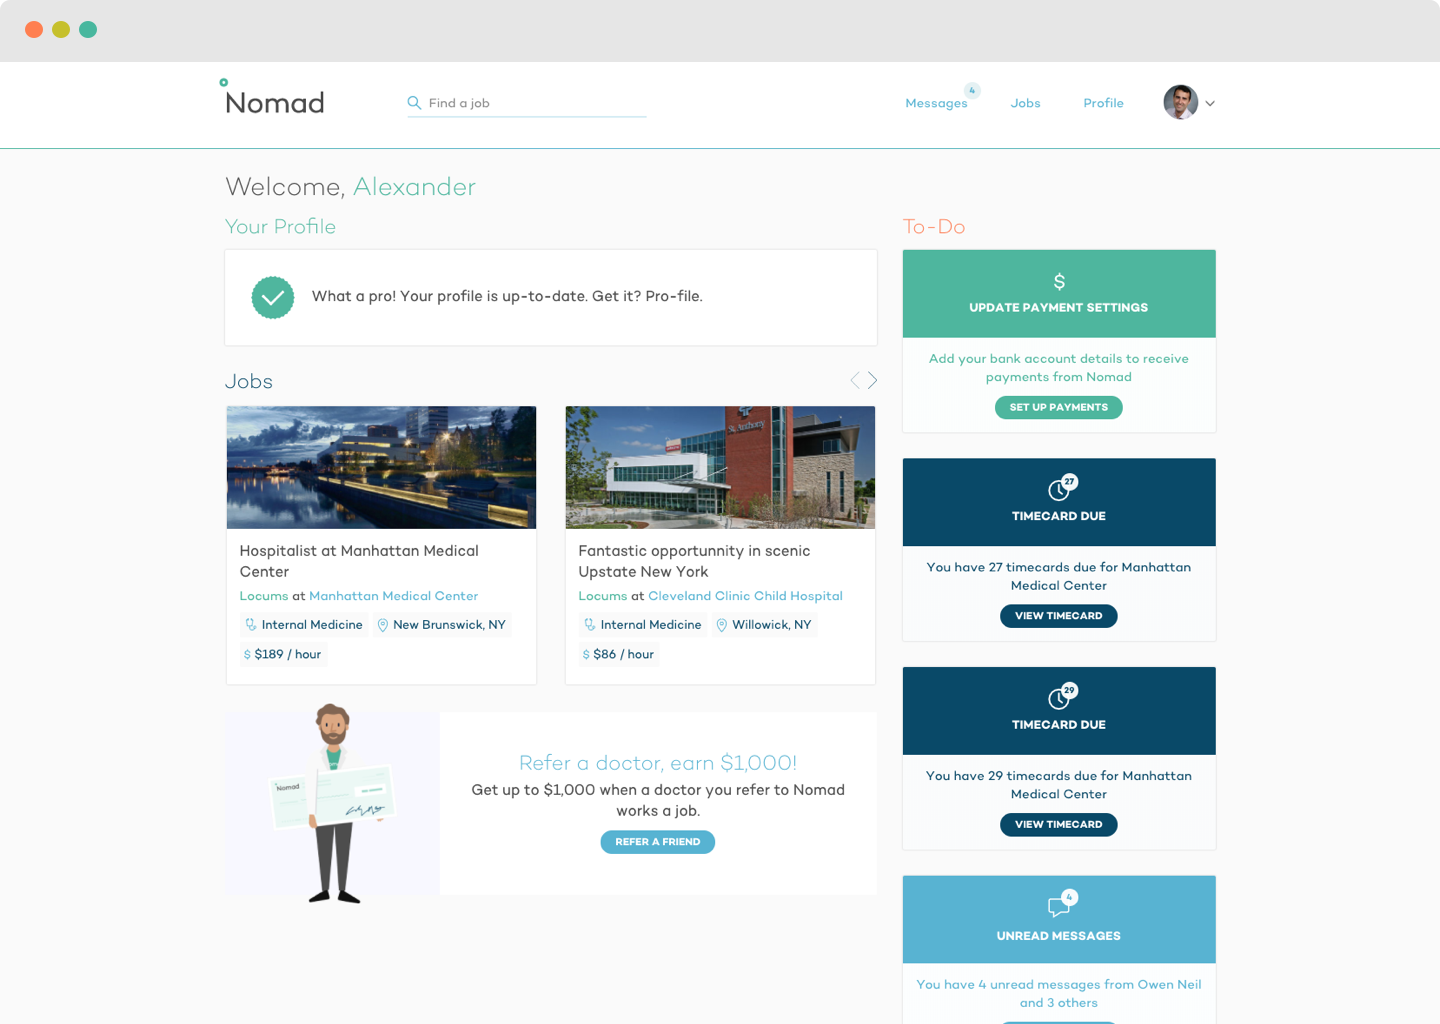 Nomad
Find a job
Messages
4
Jobs
Profile
Welcome, Alexander
Your Profile
What a pro! Your profile is up-to-date. Get it? Pro-file.
Jobs
St. Anthony
Hospitalist at Manhattan Medical
Center
Locums at Manhattan Medical Center
Internal Medicine
New Brunswick, NY
$ $189 / hour
Fantastic opportunnity in scenic
Upstate New York
Locums at Cleveland Clinic Child Hospital
Internal Medicine
Willowick, NY
$ $86 / hour
Nomad
Refer a doctor, earn $1,000!
Get up to $1,000 when a doctor you refer to Nomad
works a job.
REFER A FRIEND
To-Do
$
UPDATE PAYMENT SETTINGS
Add your bank account details to receive
payments from Nomad
SET UP PAYMENTS
27
TIMECARD DUE
You have 27 timecards due for Manhattan
Medical Center
VIEW TIMECARD
29
TIMECARD DUE
You have 29 timecards due for Manhattan
Medical Center
VIEW TIMECARD
4
UNREAD MESSAGES
You have 4 unread messages from Owen Neil
and 3 others